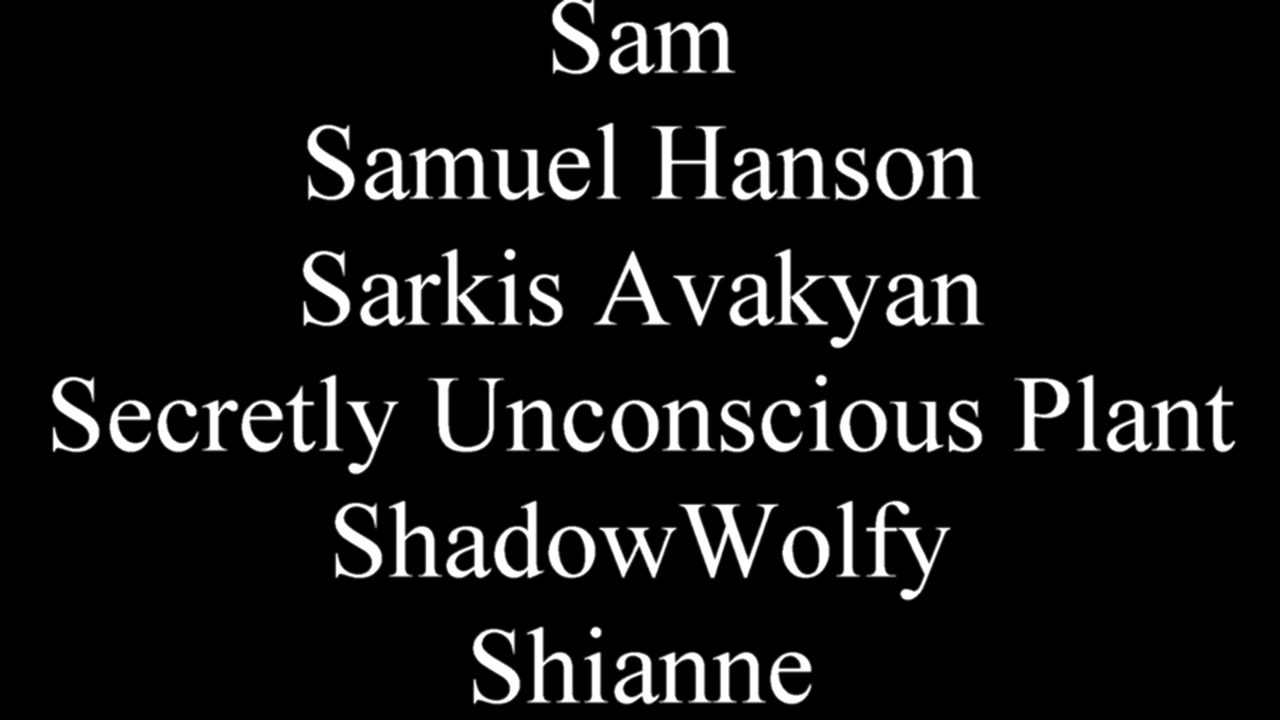 Sam
Samuel Hanson
Sarkis Avakyan
Secretly Unconscious Plant
ShadowWolfy
Shianne